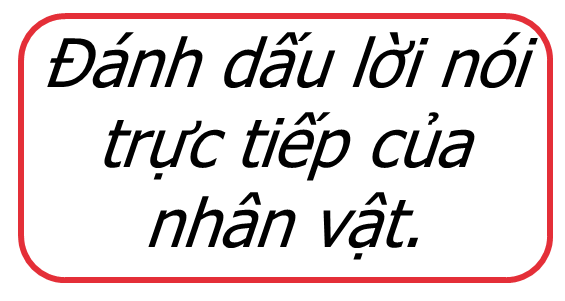 Đánh dấu lời nói
trực tiếp của
nhân vật.